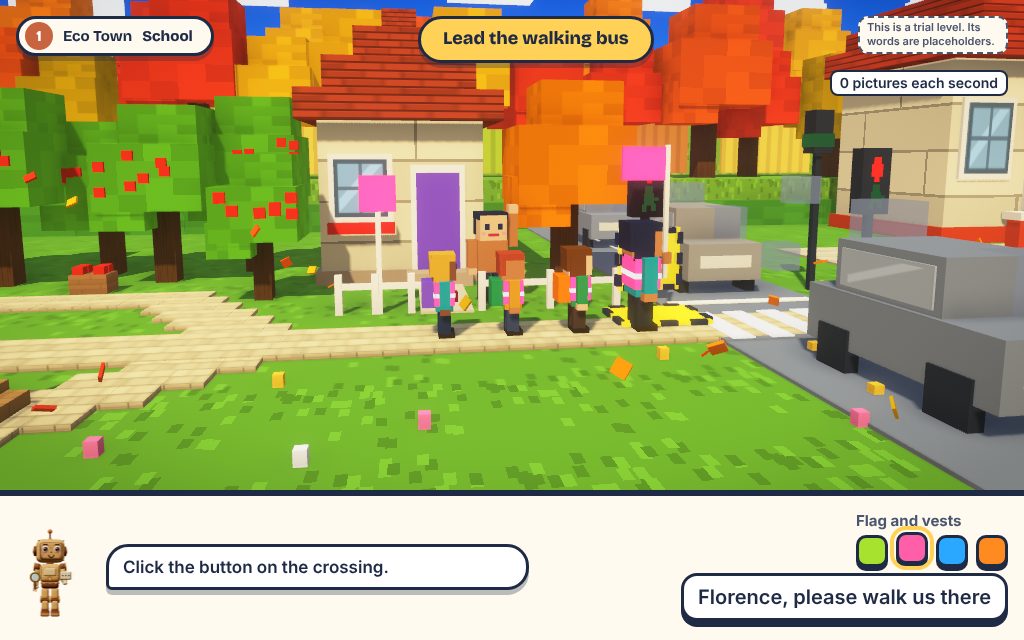 1 Eco Town School
Lead the walking bus
This is a trial level. Its
words are placeholders.
0 pictures each second
Click the button on the crossing.
Flag and vests
Florence, please walk us there